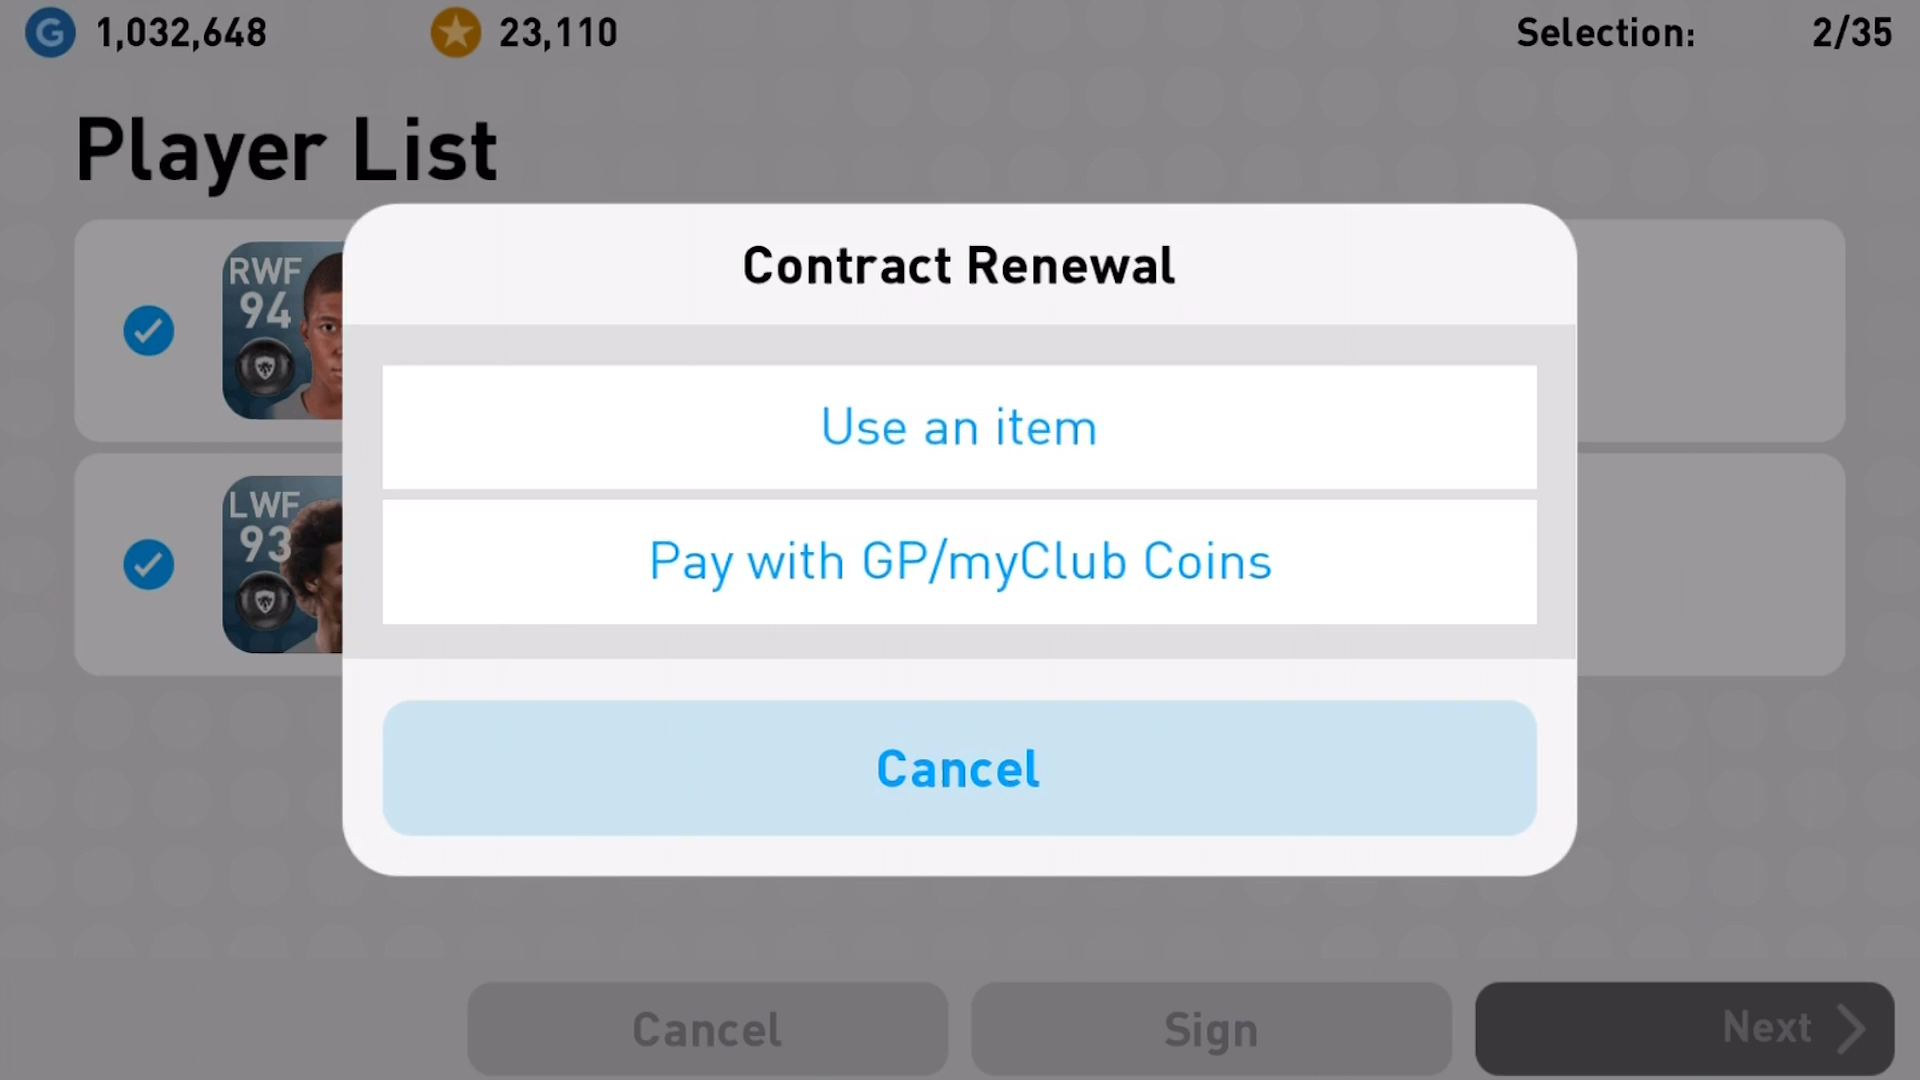 G 1,032,648 23,110 Selection: 2/35
Player List
RWF
94
LWF
93
Contract Renewal
Use an item
Pay with GP/myClub Coins
Cancel
Cancel Sign Next